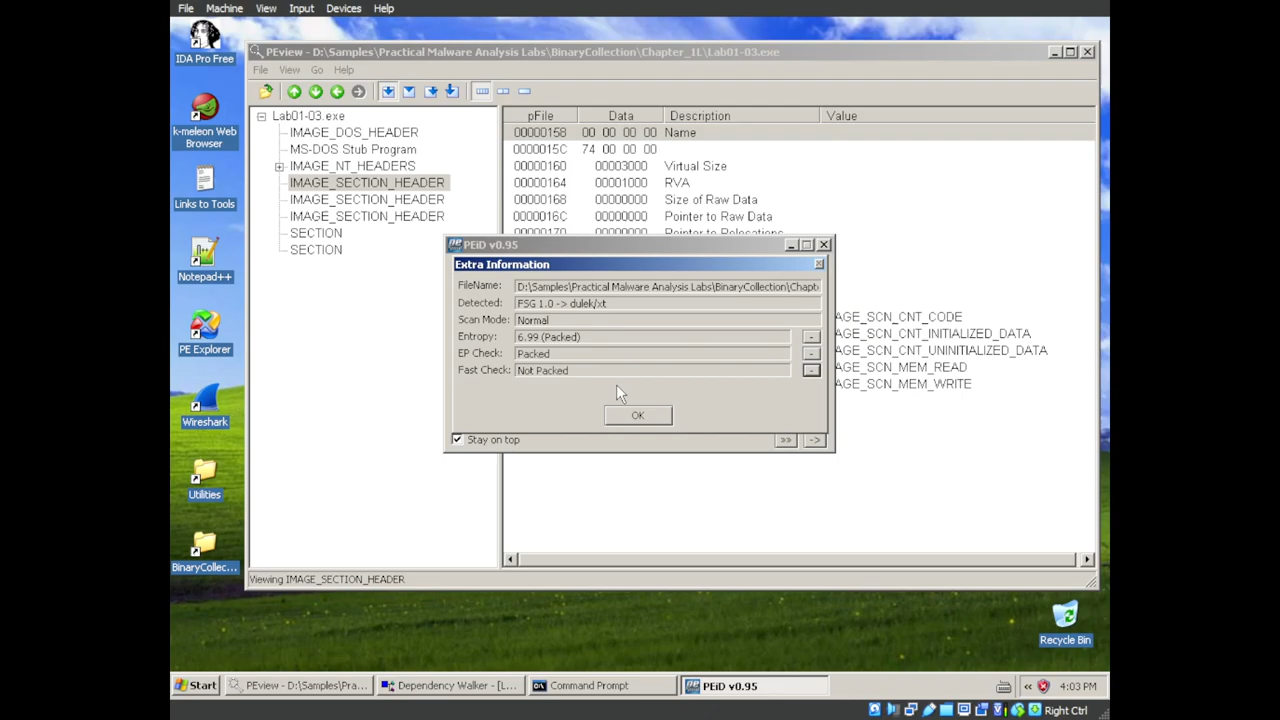 File Machine View Input Devices Help
IDA Pro Free
k-meleon Web
Browser
Links to Tools
Notepad++
PE Explorer
Wireshark
Utilities
BinaryCollec...
Recycle Bin
PEview - D:\Samples\Practical Malware Analysis Labs\BinaryCollection\Chapter_1L\Lab01-03.exe
File View Go Help
Lab01-03.exe
IMAGE_DOS_HEADER
MS-DOS Stub Program
IMAGE_NT_HEADERS
IMAGE_SECTION_HEADER
IMAGE_SECTION_HEADER
IMAGE_SECTION_HEADER
SECTION
SECTION
pFile Data Description Value
00000158 00 00 00 00 Name
0000015C 74 00 00 00
00000160 00003000 Virtual Size
00000164 00001000 RVA
00000168 00000000 Size of Raw Data
0000016C 00000000 Pointer to Raw Data
00000170 00000000 Pointer to Relocations
AGE_SCN_CNT_CODE
AGE_SCN_CNT_INITIALIZED_DATA
AGE_SCN_CNT_UNINITIALIZED_DATA
AGE_SCN_MEM_READ
AGE_SCN_MEM_WRITE
PEiD v0.95
Extra Information
FileName: D:\Samples\Practical Malware Analysis Labs\BinaryCollection\Chapt
Detected: FSG 1.0 -> dulek/xt
Scan Mode: Normal
Entropy: 6.99 (Packed) -
EP Check: Packed -
Fast Check: Not Packed -
OK
Stay on top >> ->
Viewing IMAGE_SECTION_HEADER
Start PEview - D:\Samples\Pra... Dependency Walker - [L... Command Prompt PEiD v0.95 « 4:03 PM
Right Ctrl